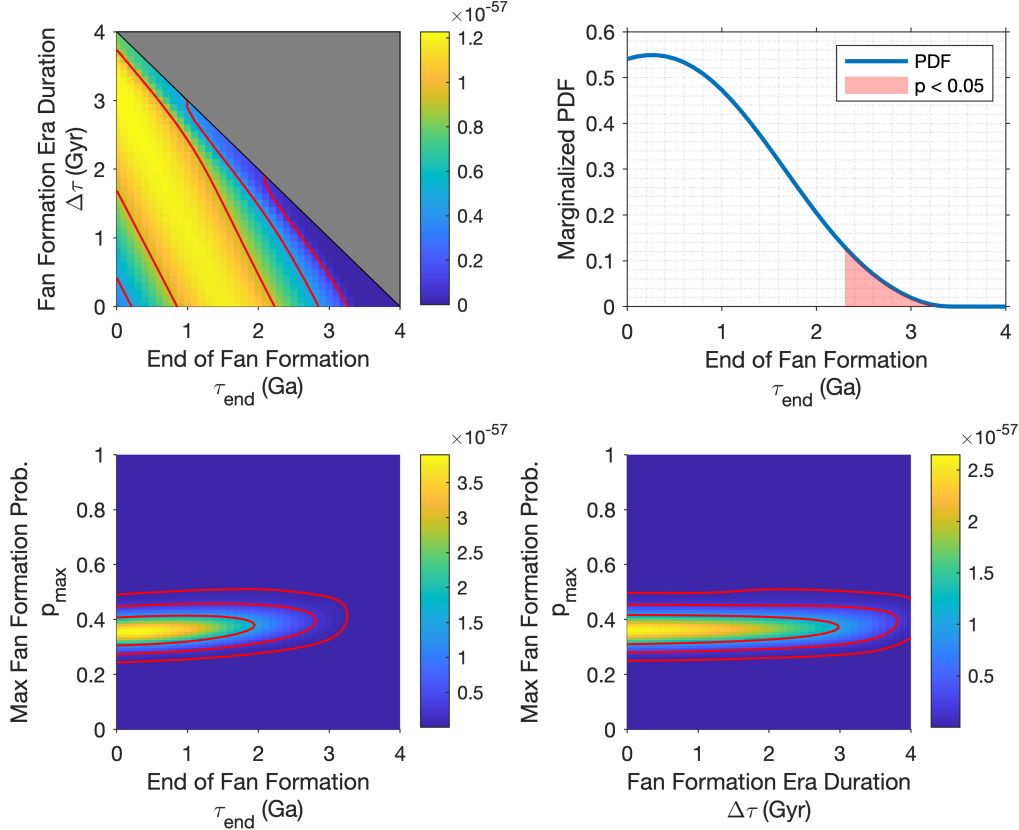 ×10⁻⁵⁷
Fan Formation Era Duration
Δτ (Gyr)
4
3
2
1
0
0 1 2 3 4
End of Fan Formation
τ_end (Ga)
1.2
1
0.8
0.6
0.4
0.2
0
Marginalized PDF
0.6
0.5
0.4
0.3
0.2
0.1
0
PDF
p < 0.05
0 1 2 3 4
End of Fan Formation
τ_end (Ga)
×10⁻⁵⁷
Max Fan Formation Prob.
p_max
1
0.8
0.6
0.4
0.2
0
0 1 2 3 4
End of Fan Formation
τ_end (Ga)
3.5
3
2.5
2
1.5
1
0.5
×10⁻⁵⁷
Max Fan Formation Prob.
p_max
1
0.8
0.6
0.4
0.2
0
0 1 2 3 4
Fan Formation Era Duration
Δτ (Gyr)
2.5
2
1.5
1
0.5